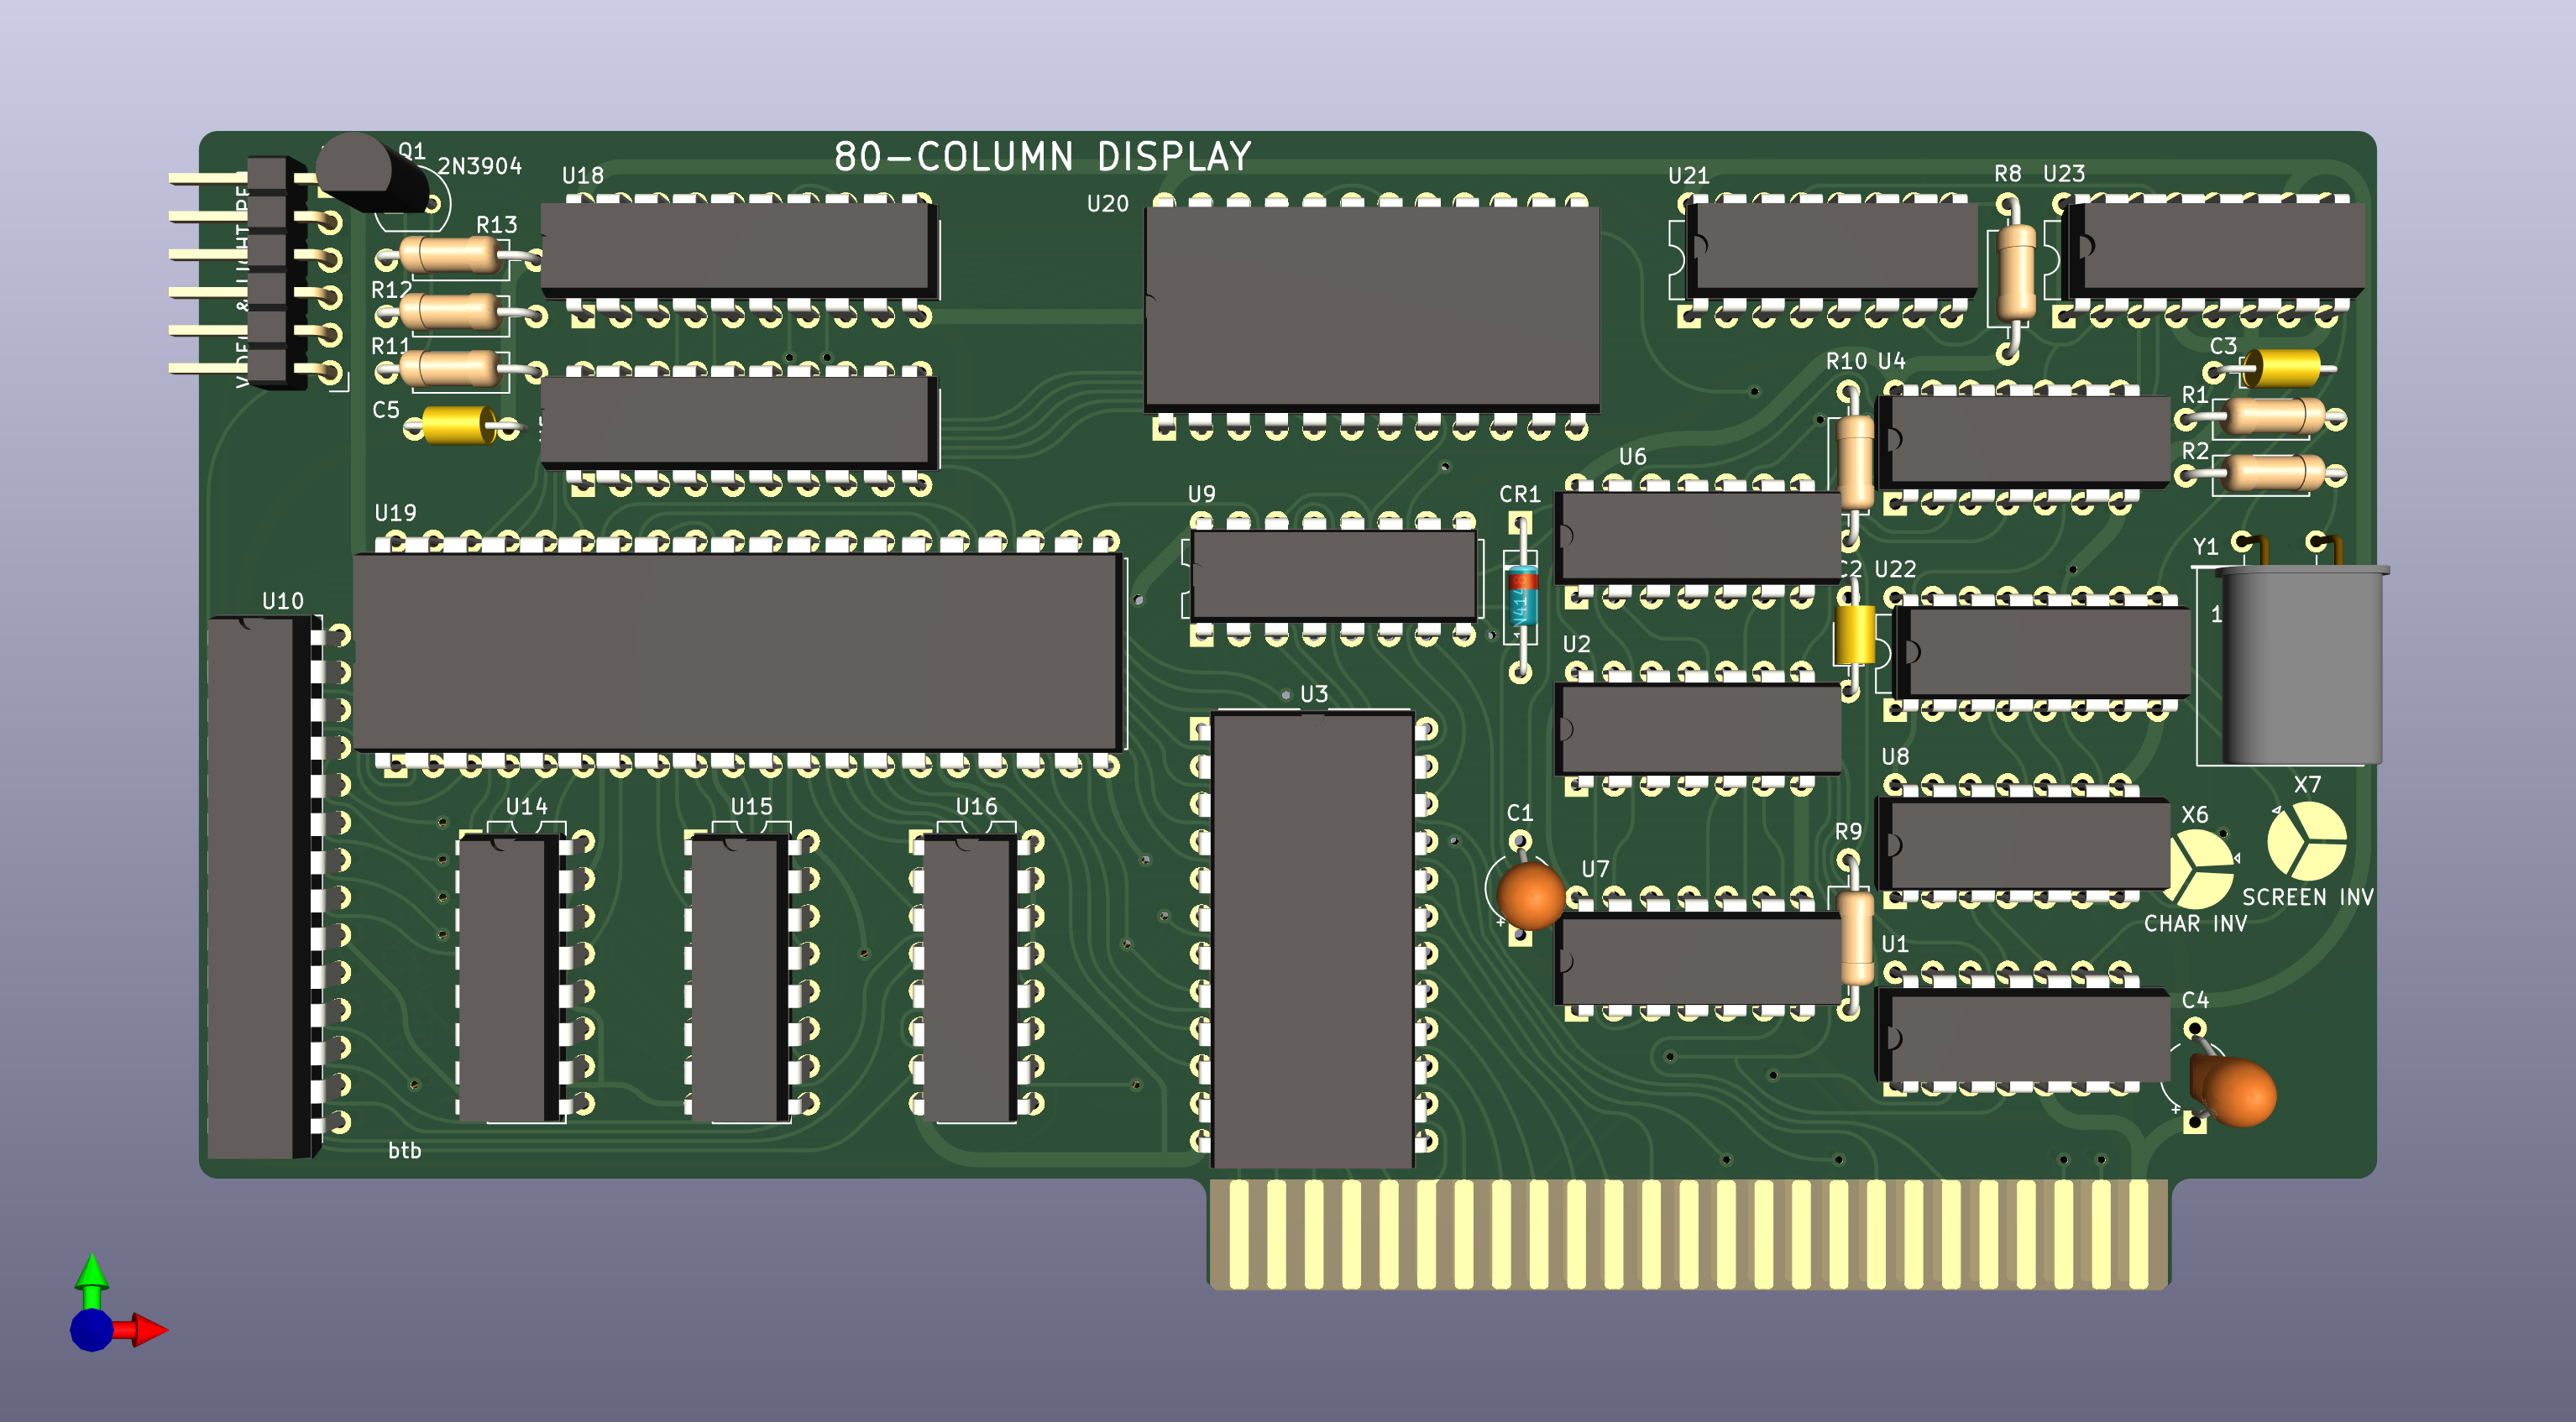 80-COLUMN DISPLAY
Q1
2N3904
U18
R13
R12
R11
C5
U20
U21
R8
U23
R10
U4
C3
R1
R2
U6
U9
CR1
U19
U10
C2
U22
Y1
1
U2
U3
U8
X7
X6
SCREEN INV
CHAR INV
U14
U15
U16
C1
+
U7
R9
U1
C4
+
btb